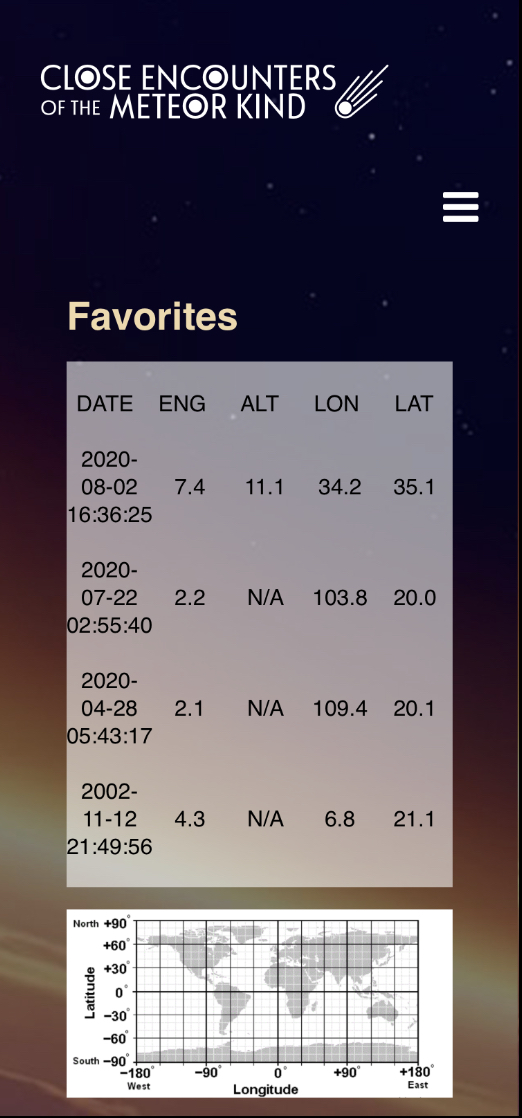 CLOSE ENCOUNTERS
OF THE METEOR KIND
Favorites
DATE ENG ALT LON LAT
2020-
08-02 7.4 11.1 34.2 35.1
16:36:25
2020-
07-22 2.2 N/A 103.8 20.0
02:55:40
2020-
04-28 2.1 N/A 109.4 20.1
05:43:17
2002-
11-12 4.3 N/A 6.8 21.1
21:49:56
North +90°
+60°
+30°
Latitude
0°
−30°
−60°
South −90°
−180° −90° 0° +90° +180°
West East
Longitude